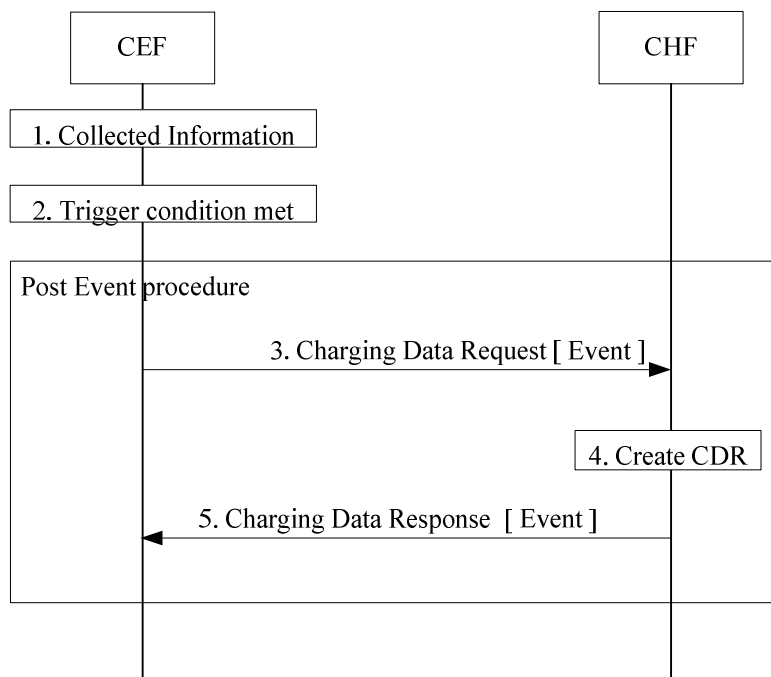 CEF
CHF
1. Collected Information
2. Trigger condition met
Post Event procedure
3. Charging Data Request [ Event ]
4. Create CDR
5. Charging Data Response [ Event ]